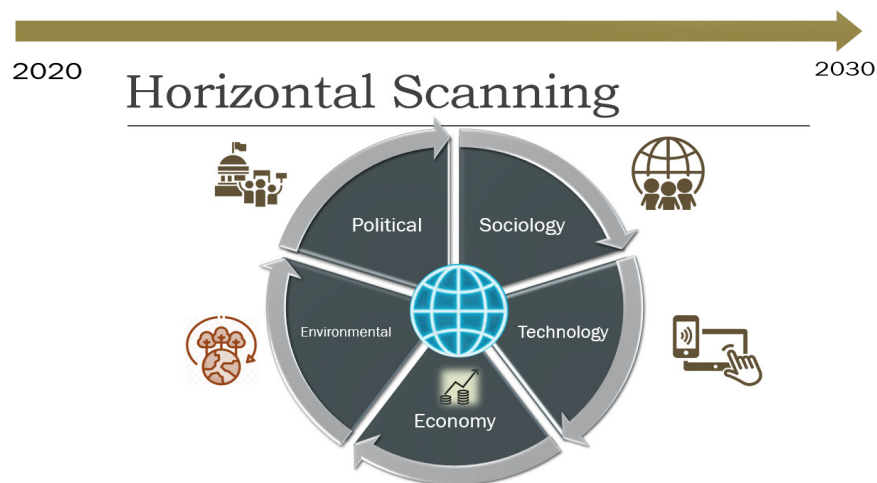 2020
2030
Horizontal Scanning
Political
Sociology
Environmental
Technology
Economy